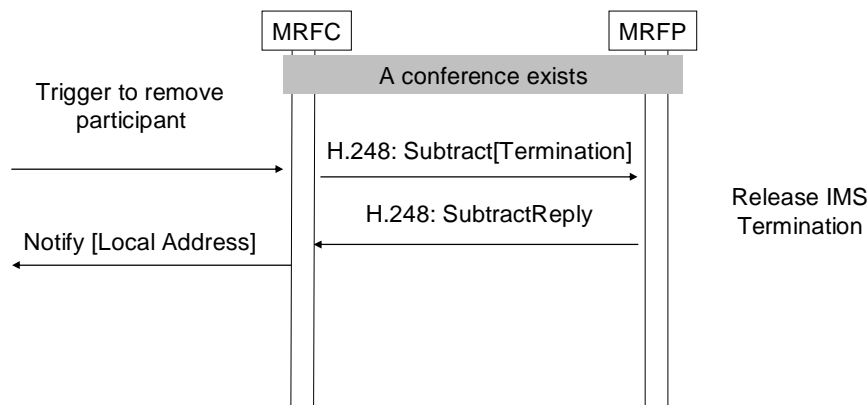 MRFC
MRFP
A conference exists
Trigger to remove
participant
H.248: Subtract[Termination]
H.248: SubtractReply
Release IMS
Termination
Notify [Local Address]